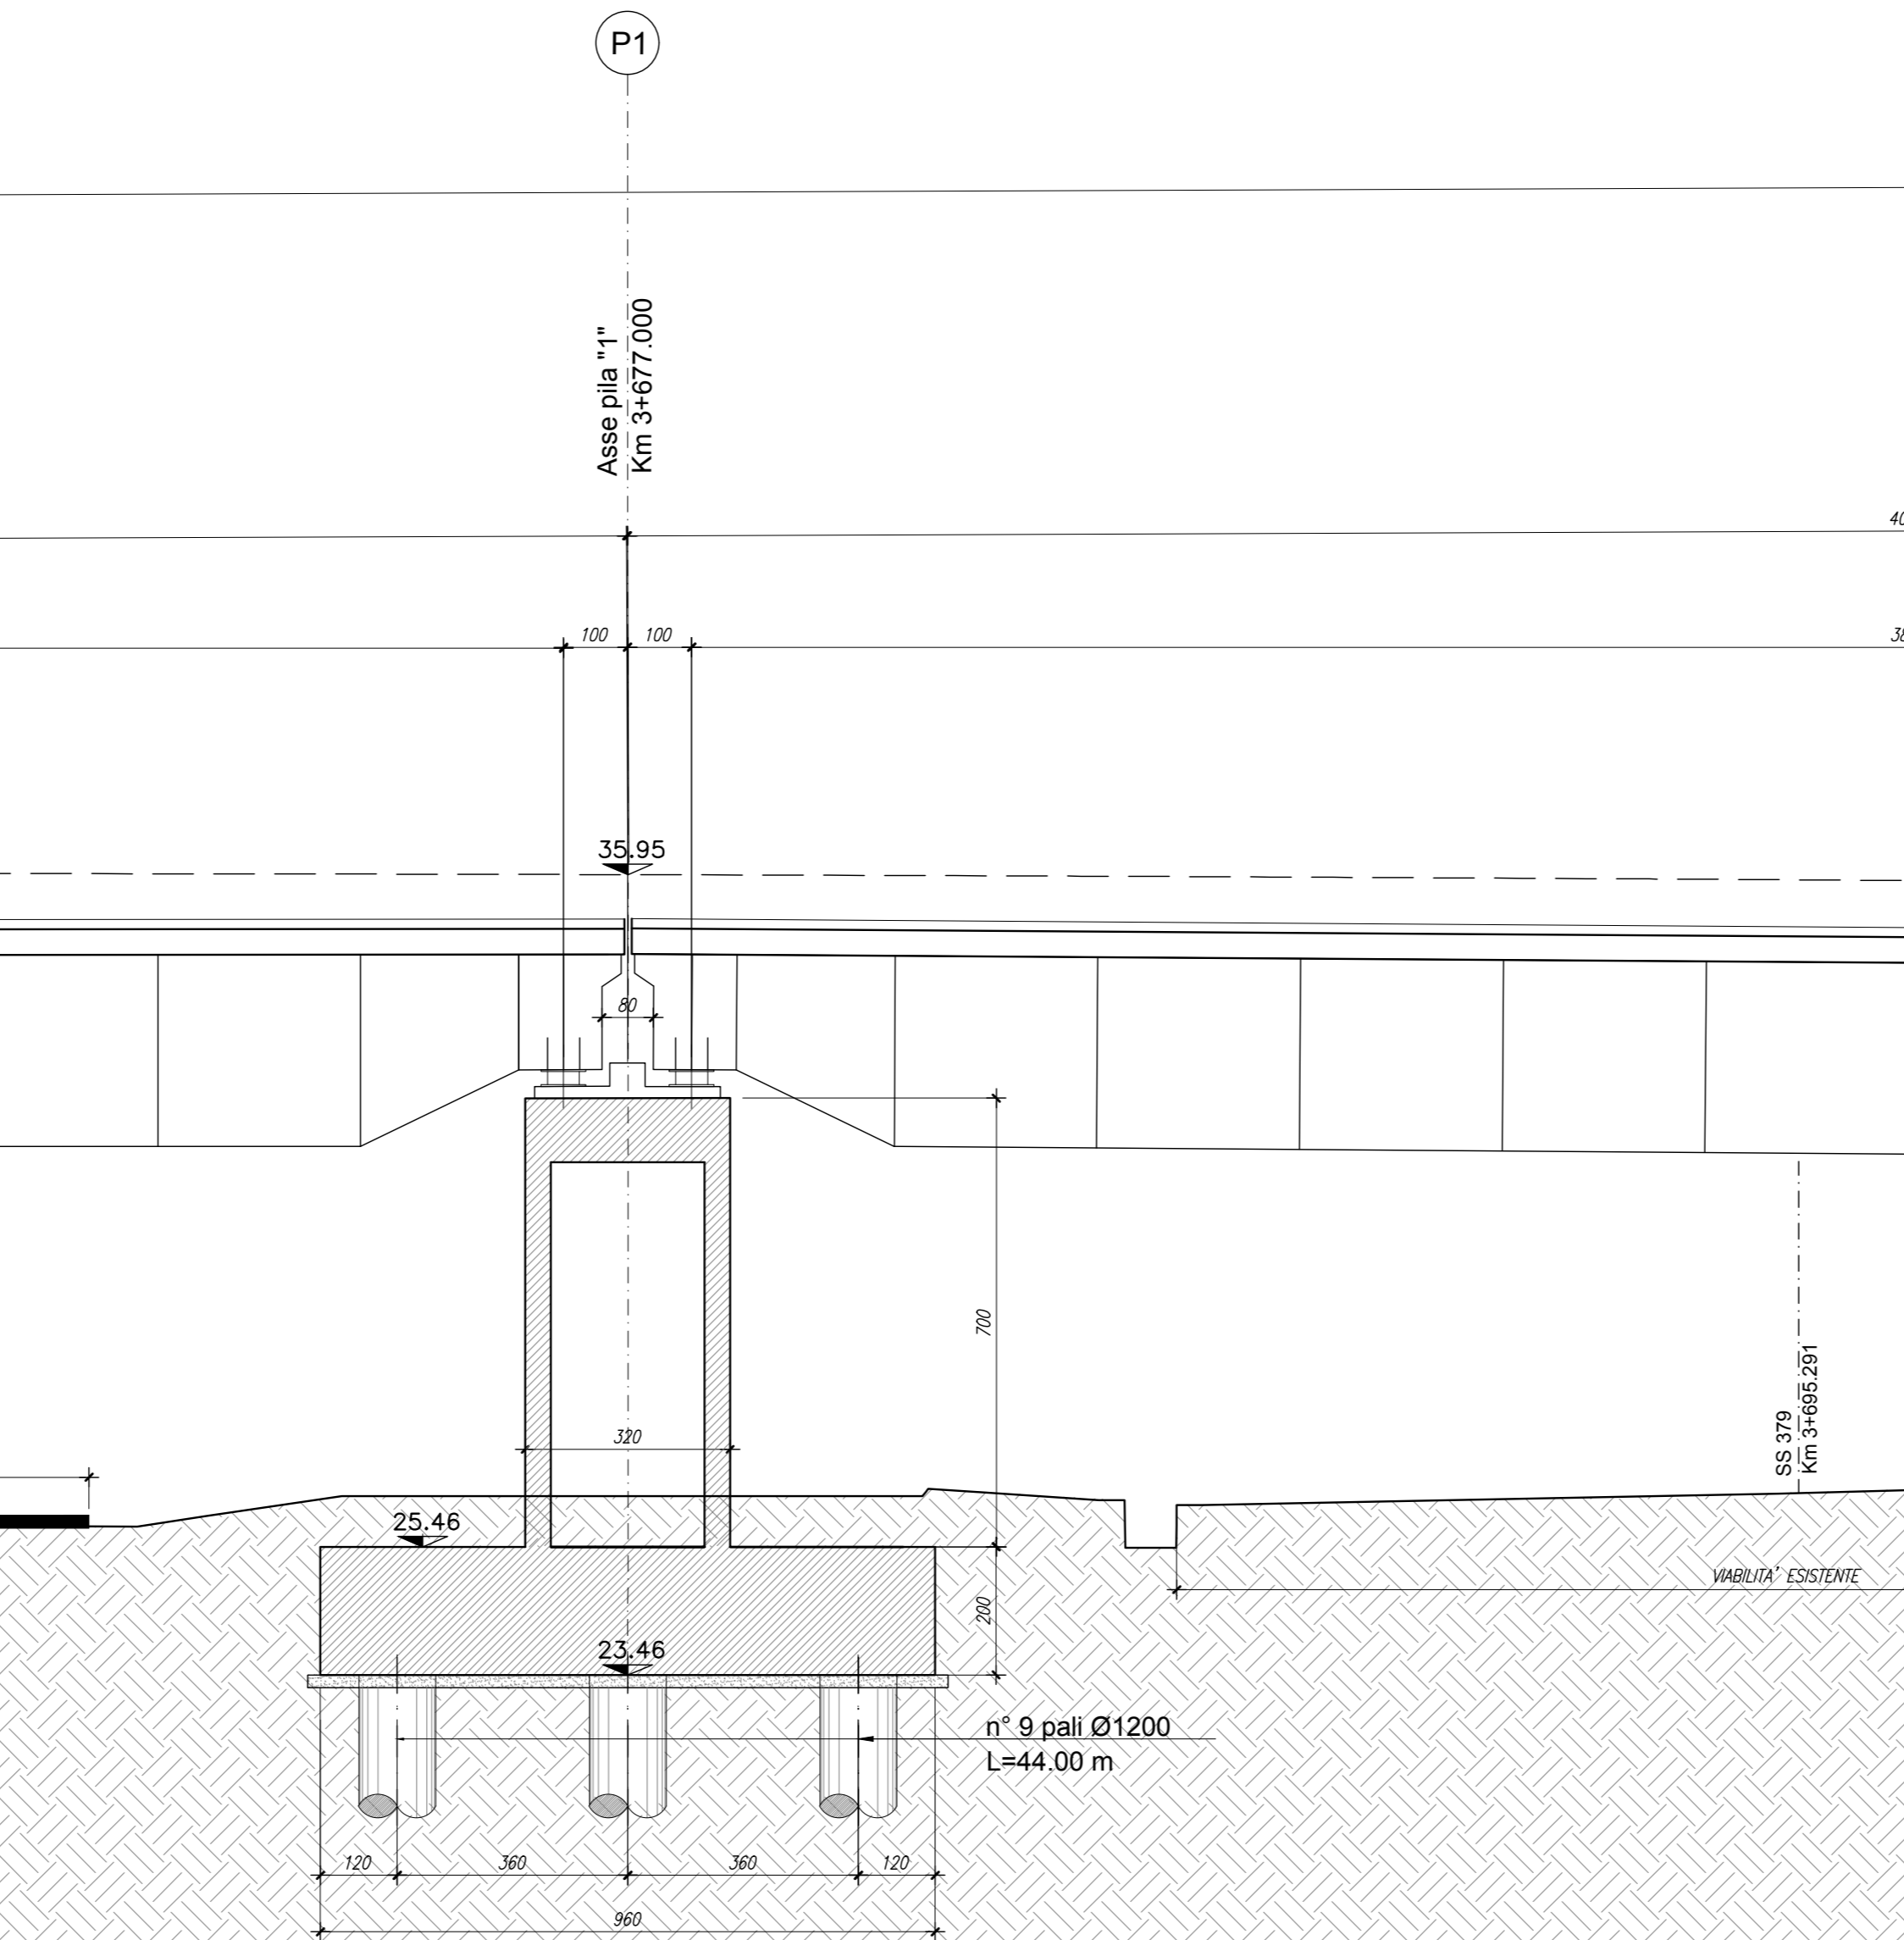 P1
Asse pila "1"
Km 3+677.000
40
100
100
38
35.95
80
700
320
SS 379
Km 3+695.291
25.46
VIABILITA' ESISTENTE
200
23.46
n° 9 pali Ø1200
L=44.00 m
120
360
360
120
960